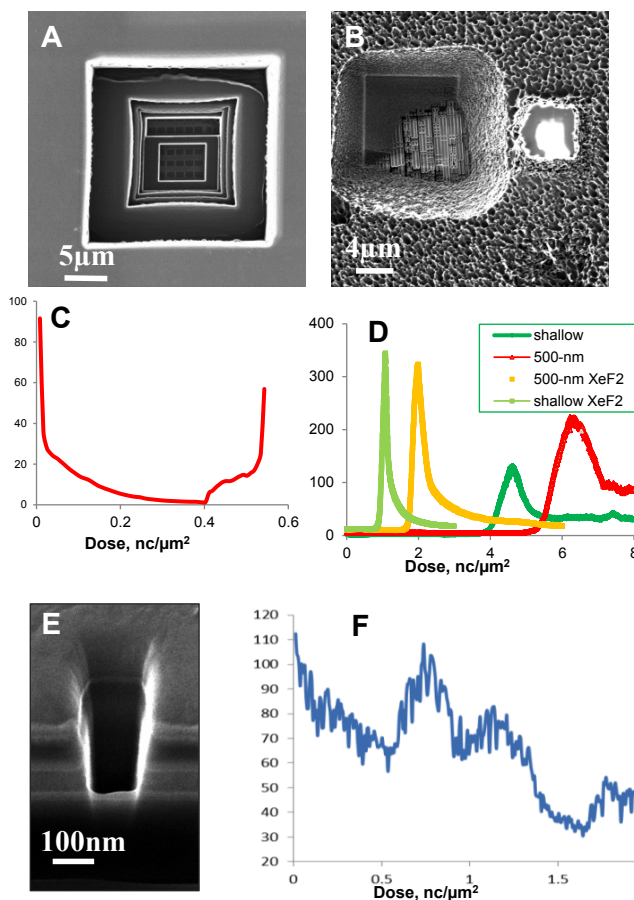 A
5µm
B
4µm
C
100
80
60
40
20
0
0
0.2
0.4
0.6
Dose, nc/µm²
D
400
300
200
100
0
0
2
4
6
8
shallow
500-nm
500-nm XeF2
shallow XeF2
Dose, nc/µm²
E
100nm
F
120
110
100
90
80
70
60
50
40
30
20
0
0.5
1
1.5
Dose, nc/µm²